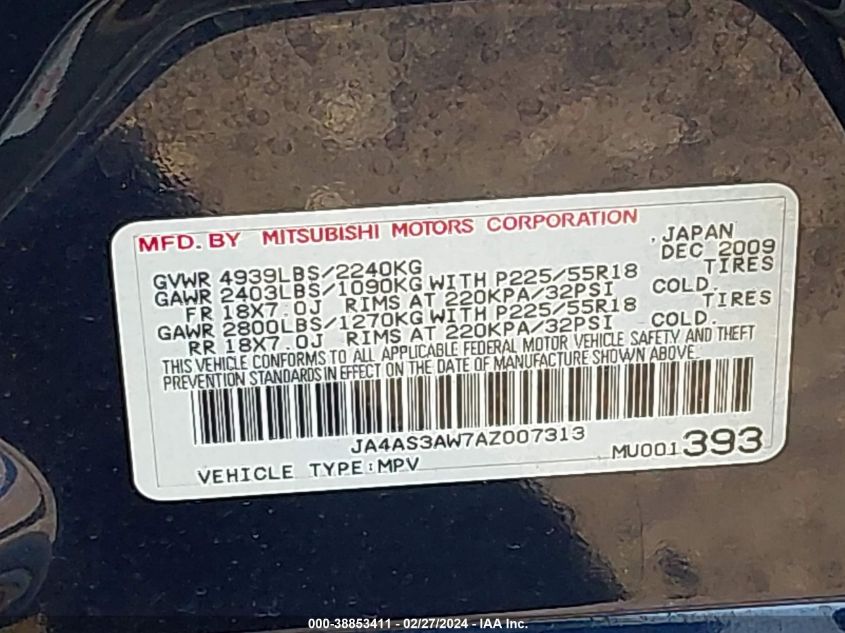 MFD. BY MITSUBISHI MOTORS CORPORATION , JAPAN
DEC 2009
GVWR 4939LBS/2240KG
GAWR 2403LBS/1090KG WITH P225/55R18 TIRES
FR 18X7.0J RIMS AT 220KPA/32PSI COLD.
GAWR 2800LBS/1270KG WITH P225/55R18 TIRES
RR 18X7.0J RIMS AT 220KPA/32PSI COLD.
THIS VEHICLE CONFORMS TO ALL APPLICABLE FEDERAL MOTOR VEHICLE SAFETY AND THEFT
PREVENTION STANDARDS IN EFFECT ON THE DATE OF MANUFACTURE SHOWN ABOVE.
JA4AS3AW7AZ007313
VEHICLE TYPE:MPV
MU001393
000-38853411 - 02/27/2024 - IAA Inc.